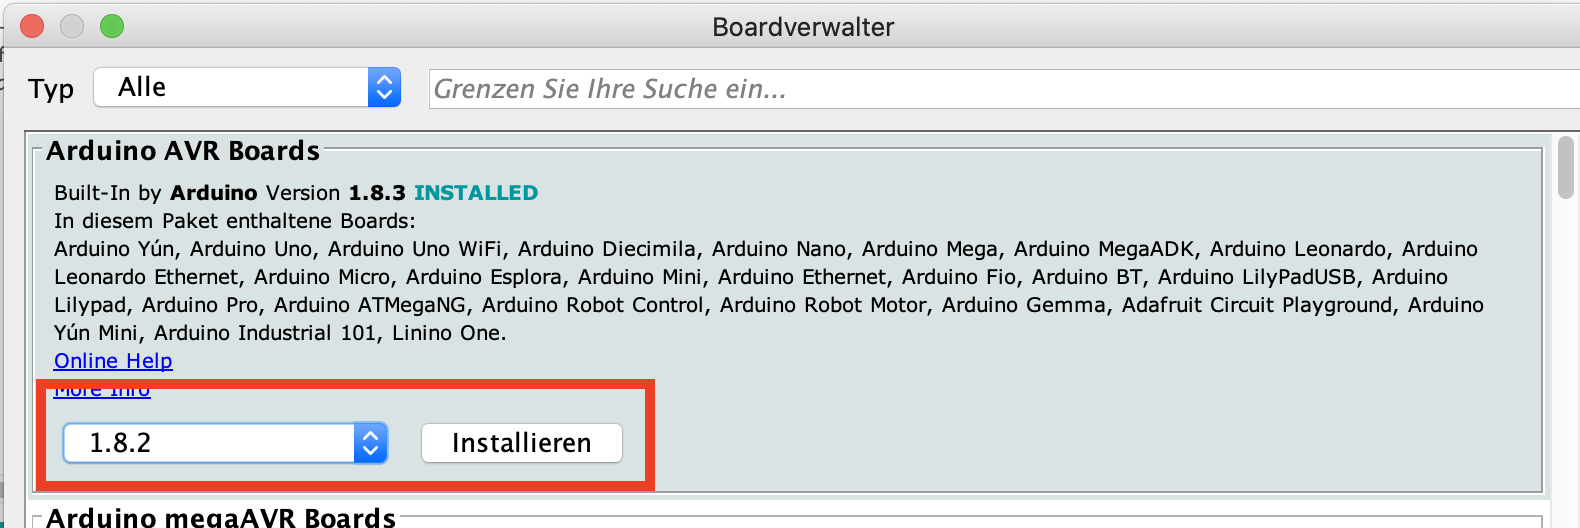 Boardverwalter
Typ Alle Grenzen Sie Ihre Suche ein...
Arduino AVR Boards
Built-In by Arduino Version 1.8.3 INSTALLED
In diesem Paket enthaltene Boards:
Arduino Yún, Arduino Uno, Arduino Uno WiFi, Arduino Diecimila, Arduino Nano, Arduino Mega, Arduino MegaADK, Arduino Leonardo, Arduino
Leonardo Ethernet, Arduino Micro, Arduino Esplora, Arduino Mini, Arduino Ethernet, Arduino Fio, Arduino BT, Arduino LilyPadUSB, Arduino
Lilypad, Arduino Pro, Arduino ATMegaNG, Arduino Robot Control, Arduino Robot Motor, Arduino Gemma, Adafruit Circuit Playground, Arduino
Yún Mini, Arduino Industrial 101, Linino One.
Online Help
More Info
1.8.2 Installieren
Arduino megaAVR Boards